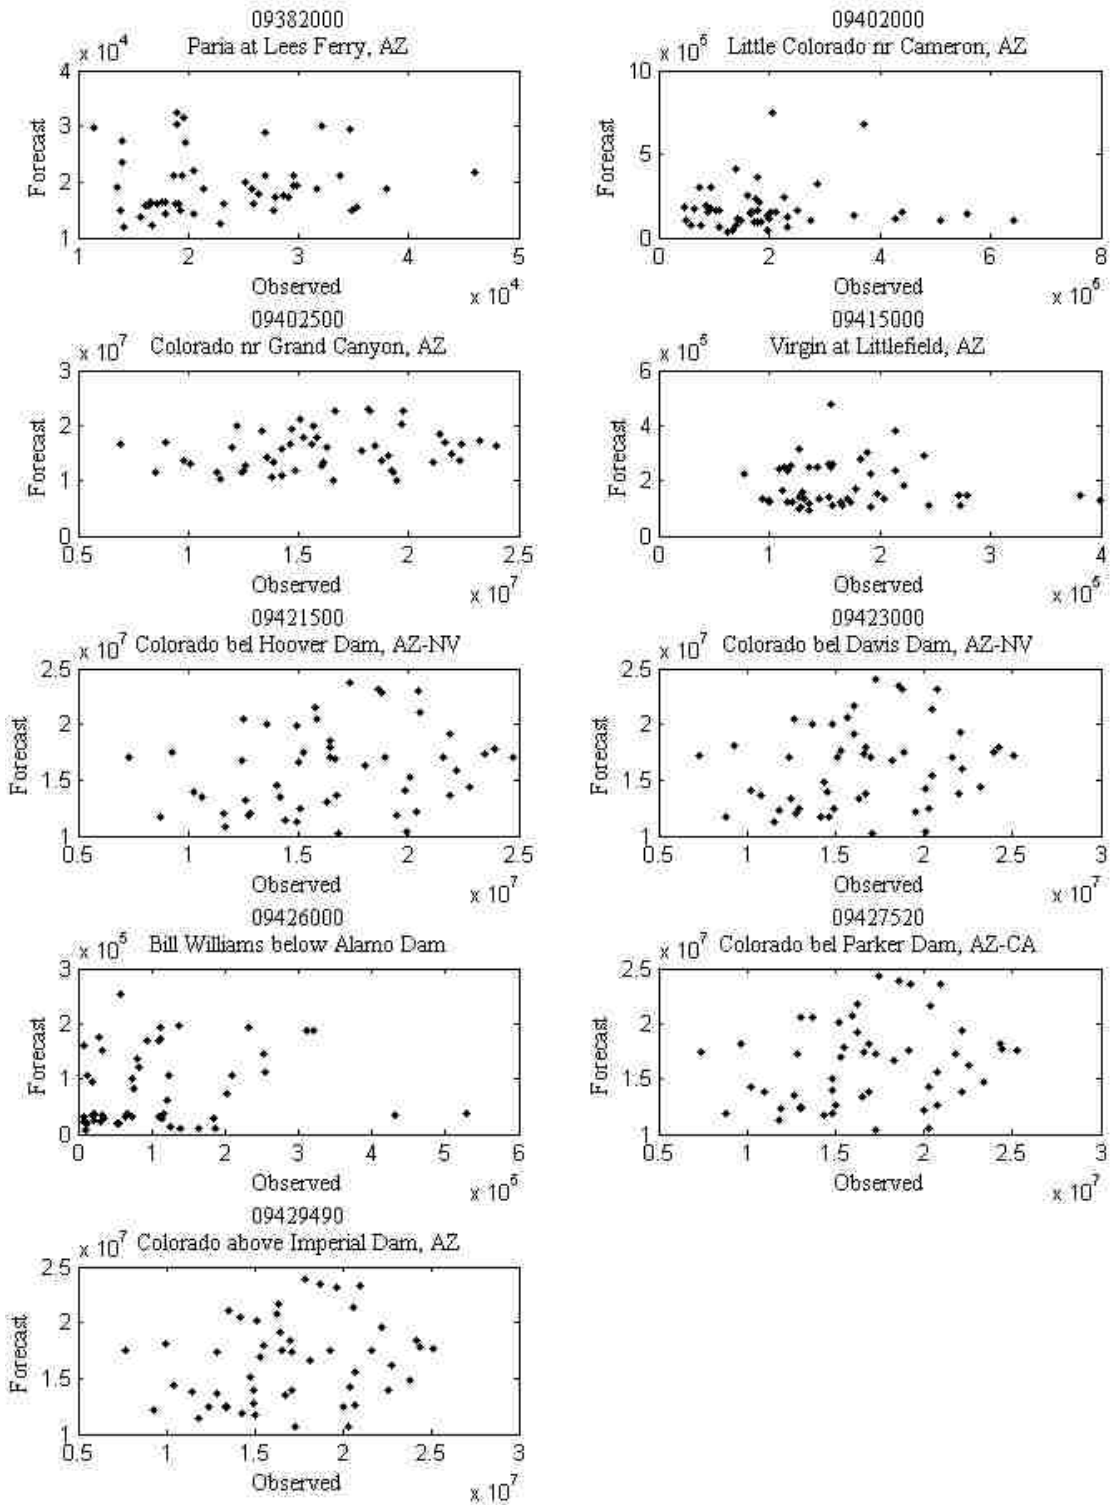 09382000
Paria at Lees Ferry, AZ
x 10^4
4
3
2
1
Forecast
1 2 3 4 5
Observed
x 10^4
09402000
Little Colorado nr Cameron, AZ
x 10^5
10
5
0
Forecast
0 2 4 6 8
Observed
x 10^5
09402500
Colorado nr Grand Canyon, AZ
x 10^7
3
2
1
0
Forecast
0.5 1 1.5 2 2.5
Observed
x 10^7
09415000
Virgin at Littlefield, AZ
x 10^5
6
4
2
0
Forecast
0 1 2 3 4
Observed
x 10^5
09421500
Colorado bel Hoover Dam, AZ-NV
x 10^7
2.5
2
1.5
1
Forecast
0.5 1 1.5 2 2.5
Observed
x 10^7
09423000
Colorado bel Davis Dam, AZ-NV
x 10^7
2.5
2
1.5
1
Forecast
0.5 1 1.5 2 2.5 3
Observed
x 10^7
09426000
Bill Williams below Alamo Dam
x 10^5
3
2
1
0
Forecast
0 1 2 3 4 5 6
Observed
x 10^5
09427520
Colorado bel Parker Dam, AZ-CA
x 10^7
2.5
2
1.5
1
Forecast
0.5 1 1.5 2 2.5 3
Observed
x 10^7
09429490
Colorado above Imperial Dam, AZ
x 10^7
2.5
2
1.5
1
Forecast
0.5 1 1.5 2 2.5 3
Observed
x 10^7